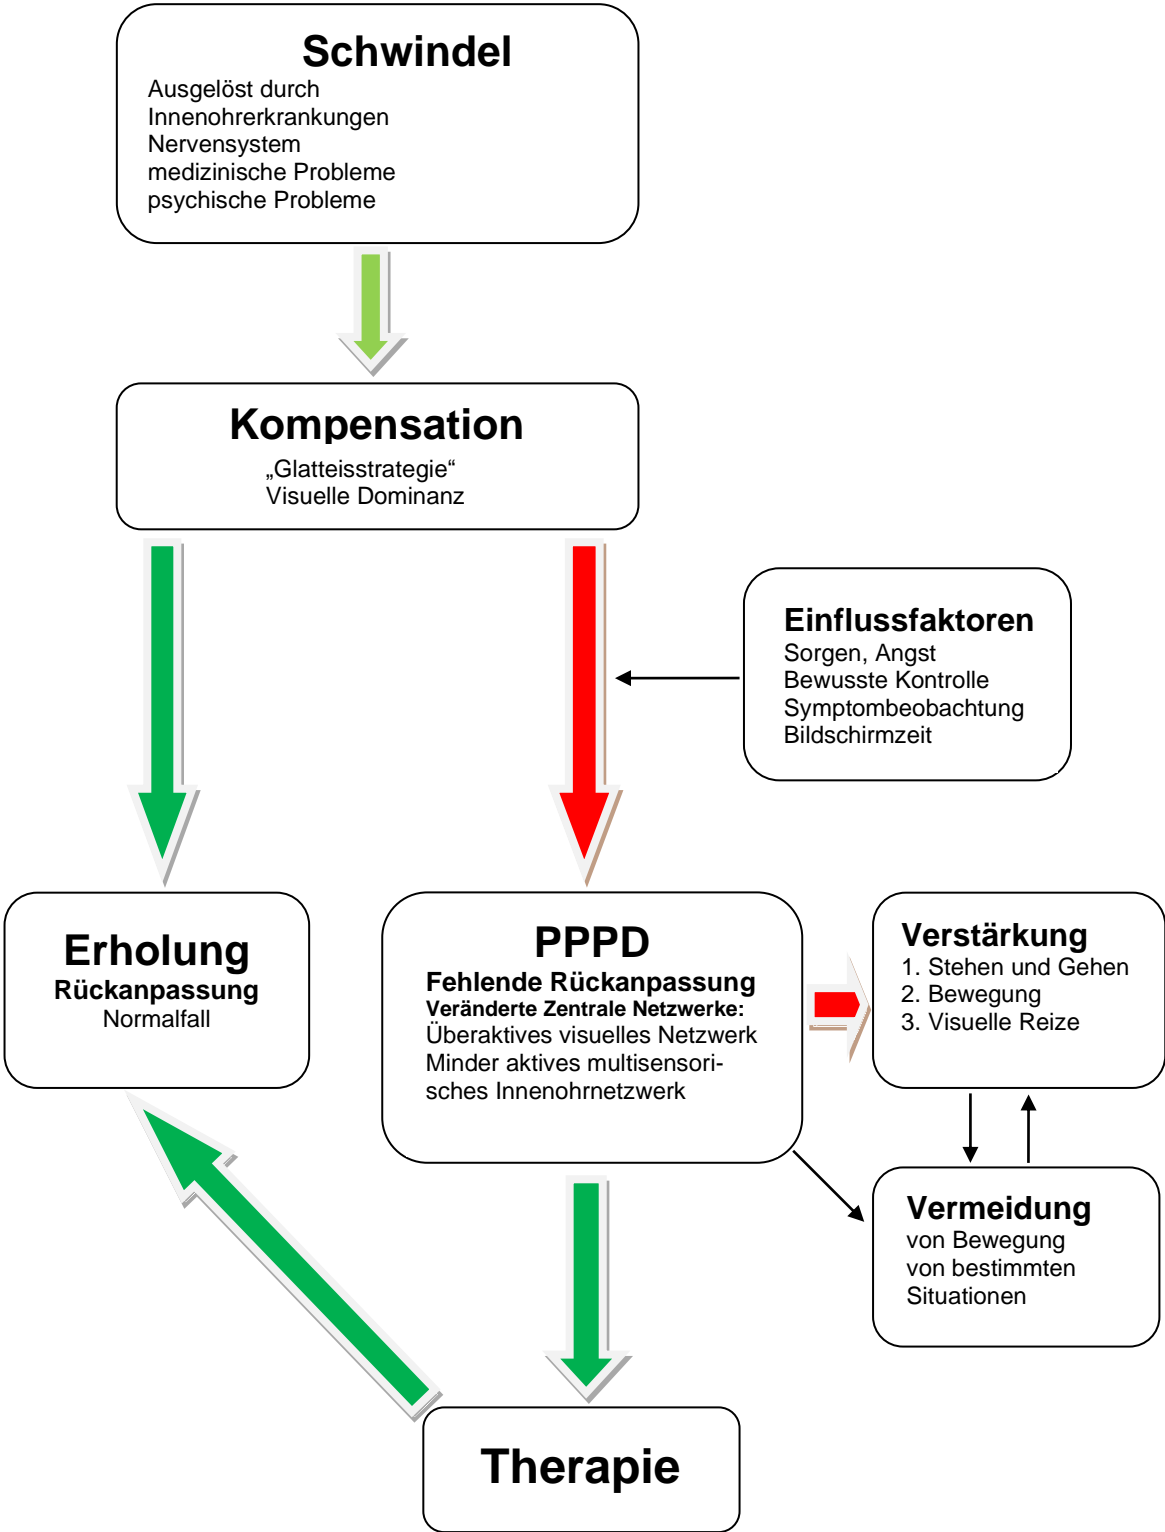 Schwindel
Ausgelöst durch
Innenohrerkrankungen
Nervensystem
medizinische Probleme
psychische Probleme
Kompensation
„Glatteisstrategie“
Visuelle Dominanz
Einflussfaktoren
Sorgen, Angst
Bewusste Kontrolle
Symptombeobachtung
Bildschirmzeit
Erholung
Rückanpassung
Normalfall
PPPD
Fehlende Rückanpassung
Veränderte Zentrale Netzwerke:
Überaktives visuelles Netzwerk
Minder aktives multisensori-
sches Innenohrnetzwerk
Verstärkung
1. Stehen und Gehen
2. Bewegung
3. Visuelle Reize
Vermeidung
von Bewegung
von bestimmten
Situationen
Therapie